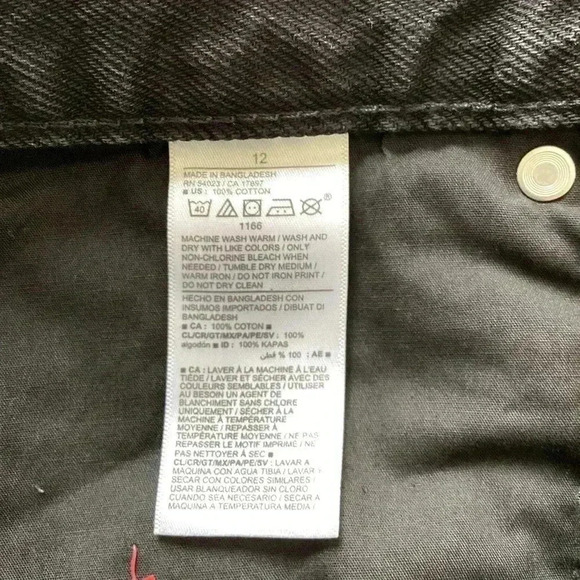 12
MADE IN BANGLADESH
RN 54023 / CA 17897
■ US : 100% COTTON
40
®
1166
MACHINE WASH WARM / WASH AND
DRY WITH LIKE COLORS / ONLY
NON-CHLORINE BLEACH WHEN
NEEDED / TUMBLE DRY MEDIUM /
WARM IRON / DO NOT IRON PRINT /
DO NOT DRY CLEAN
HECHO EN BANGLADESH CON
INSUMOS IMPORTADOS / DIBUAT DI
BANGLADESH
■ CA : 100% COTON ■
CL/CR/GT/MX/PA/PE/SV : 100%
algodón ■ ID : 100% KAPAS
■ AE : 100 % قطن
■ CA : LAVER À LA MACHINE À L'EAU
TIÈDE / LAVER ET SÉCHER AVEC DES
COULEURS SEMBLABLES / UTILISER
AU BESOIN UN AGENT DE
BLANCHIMENT SANS CHLORE
UNIQUEMENT / SÉCHER À LA
MACHINE À TEMPÉRATURE
MOYENNE / REPASSER À
TEMPÉRATURE MOYENNE / NE PAS
REPASSER LE MOTIF IMPRIMÉ / NE
PAS NETTOYER À SEC ■
CL/CR/GT/MX/PA/PE/SV : LAVAR A
MAQUINA CON AGUA TIBIA / LAVAR Y
SECAR CON COLORES SIMILARES /
USAR BLANQUEADOR SIN CLORO
CUANDO SEA NECESARIO / SECAR A
MAQUINA A TEMPERATURA MEDIA /